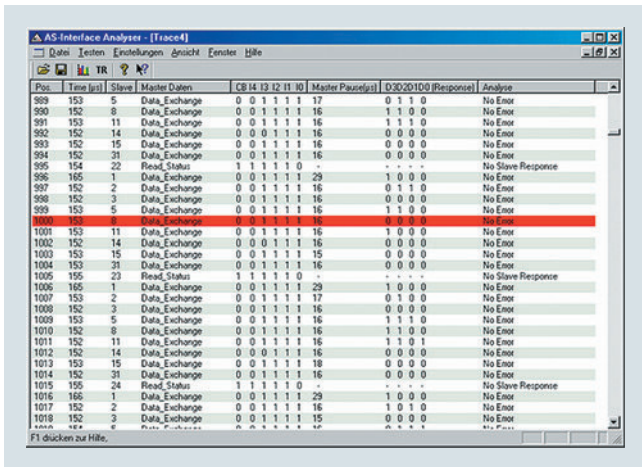 AS-Interface Analyser - [Trace4]
Datei Testen Einstellungen Ansicht Fenster Hilfe
TR ?
Pos. Time [µs] Slave Master Daten CB I4 I3 I2 I1 I0 Master Pause[µs] D3D2D1D0 (Response) Analyse
989 153 5 Data_Exchange 0 0 1 1 1 1 17 0 1 1 0 No Error
990 152 8 Data_Exchange 0 0 1 1 1 1 16 1 1 0 0 No Error
991 153 11 Data_Exchange 0 0 1 1 1 1 16 1 1 1 0 No Error
992 152 14 Data_Exchange 0 0 0 1 1 1 16 0 0 0 0 No Error
993 152 15 Data_Exchange 0 0 1 1 1 1 16 0 0 0 0 No Error
994 152 31 Data_Exchange 0 0 1 1 1 1 16 0 0 0 0 No Error
995 154 22 Read_Status 1 1 1 1 1 0 - - - - - No Slave Response
996 165 1 Data_Exchange 0 0 1 1 1 1 29 1 0 0 0 No Error
997 152 2 Data_Exchange 0 0 1 1 1 1 16 0 1 1 0 No Error
998 152 3 Data_Exchange 0 0 1 1 1 1 16 0 0 0 0 No Error
999 153 5 Data_Exchange 0 0 1 1 1 1 16 1 1 0 0 No Error
1000 153 8 Data_Exchange 0 0 1 1 1 1 16 0 0 0 0 No Error
1001 153 11 Data_Exchange 0 0 1 1 1 1 16 1 0 0 0 No Error
1002 152 14 Data_Exchange 0 0 0 1 1 1 16 0 0 0 0 No Error
1003 153 15 Data_Exchange 0 0 1 1 1 1 15 0 0 0 0 No Error
1004 153 31 Data_Exchange 0 0 1 1 1 1 16 0 0 0 0 No Error
1005 155 23 Read_Status 1 1 1 1 1 0 - - - - - No Slave Response
1006 165 1 Data_Exchange 0 0 1 1 1 1 29 1 0 0 0 No Error
1007 153 2 Data_Exchange 0 0 1 1 1 1 17 0 1 0 0 No Error
1008 152 3 Data_Exchange 0 0 1 1 1 1 16 0 0 0 0 No Error
1009 153 5 Data_Exchange 0 0 1 1 1 1 16 1 1 1 0 No Error
1010 152 8 Data_Exchange 0 0 1 1 1 1 16 1 1 0 0 No Error
1011 152 11 Data_Exchange 0 0 1 1 1 1 16 1 1 0 1 No Error
1012 152 14 Data_Exchange 0 0 0 1 1 1 16 0 0 0 0 No Error
1013 153 15 Data_Exchange 0 0 1 1 1 1 18 0 0 0 0 No Error
1014 152 31 Data_Exchange 0 0 1 1 1 1 16 0 0 0 0 No Error
1015 155 24 Read_Status 1 1 1 1 1 0 - - - - - No Slave Response
1016 166 1 Data_Exchange 0 0 1 1 1 1 29 1 0 0 0 No Error
1017 152 2 Data_Exchange 0 0 1 1 1 1 16 1 0 1 0 No Error
1018 152 3 Data_Exchange 0 0 1 1 1 1 15 0 0 0 0 No Error
F1 drücken zur Hilfe.